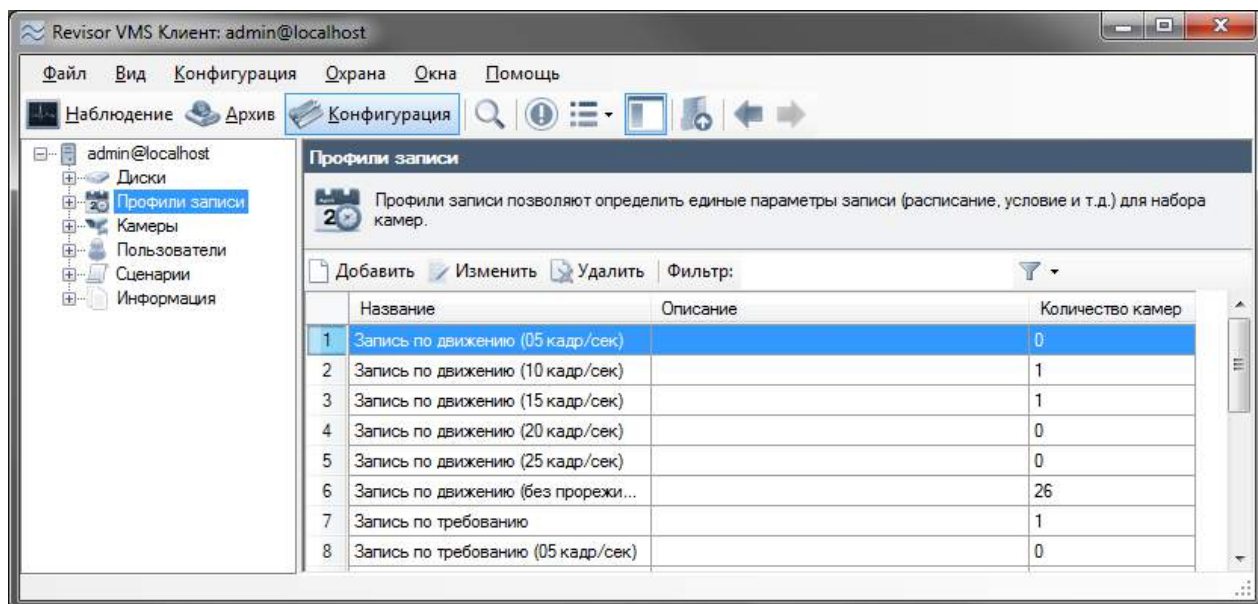 Revisor VMS Клиент: admin@localhost
Файл Вид Конфигурация Охрана Окна Помощь
Наблюдение Архив Конфигурация
admin@localhost
Диски
Профили записи
Камеры
Пользователи
Сценарии
Информация
Профили записи
Профили записи позволяют определить единые параметры записи (расписание, условие и т.д.) для набора
камер.
Добавить Изменить Удалить Фильтр:
Название Описание Количество камер
1 Запись по движению (05 кадр/сек) 0
2 Запись по движению (10 кадр/сек) 1
3 Запись по движению (15 кадр/сек) 1
4 Запись по движению (20 кадр/сек) 0
5 Запись по движению (25 кадр/сек) 0
6 Запись по движению (без прорежи... 26
7 Запись по требованию 1
8 Запись по требованию (05 кадр/сек) 0